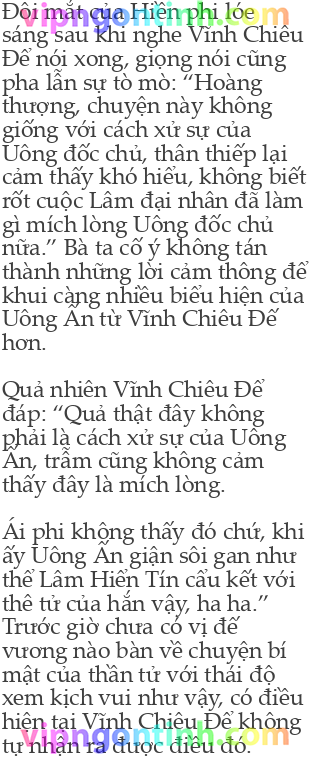 Đôi mắt của Hiền phi lóe
sáng sau khi nghe Vĩnh Chiêu
Đế nói xong, giọng nói cũng
pha lẫn sự tò mò: “Hoàng
thượng, chuyện này không
giống với cách xử sự của
Uông đốc chủ, thân thiếp lại
cảm thấy khó hiểu, không biết
rốt cuộc Lâm đại nhân đã làm
gì mích lòng Uông đốc chủ
nữa.” Bà ta cố ý không tán
thành những lời cảm thông để
khui càng nhiều biểu hiện của
Uông Ấn từ Vĩnh Chiêu Đế
hơn.
Quả nhiên Vĩnh Chiêu Đế
đáp: “Quả thật đây không
phải là cách xử sự của Uông
Ấn, trẫm cũng không cảm
thấy đây là mích lòng.
Ái phi không thấy đó chứ, khi
ấy Uông Ấn giận sôi gan như
thể Lâm Hiển Tín cấu kết với
thê tử của hắn vậy, ha ha.”
Trước giờ chưa có vị đế
vương nào bàn về chuyện bí
mật của thần tử với thái độ
xem kịch vui như vậy, có điều
hiện tại Vĩnh Chiêu Đế không
tự nhận ra được điều đó.
vipngontinh.com
vipngontinh.com